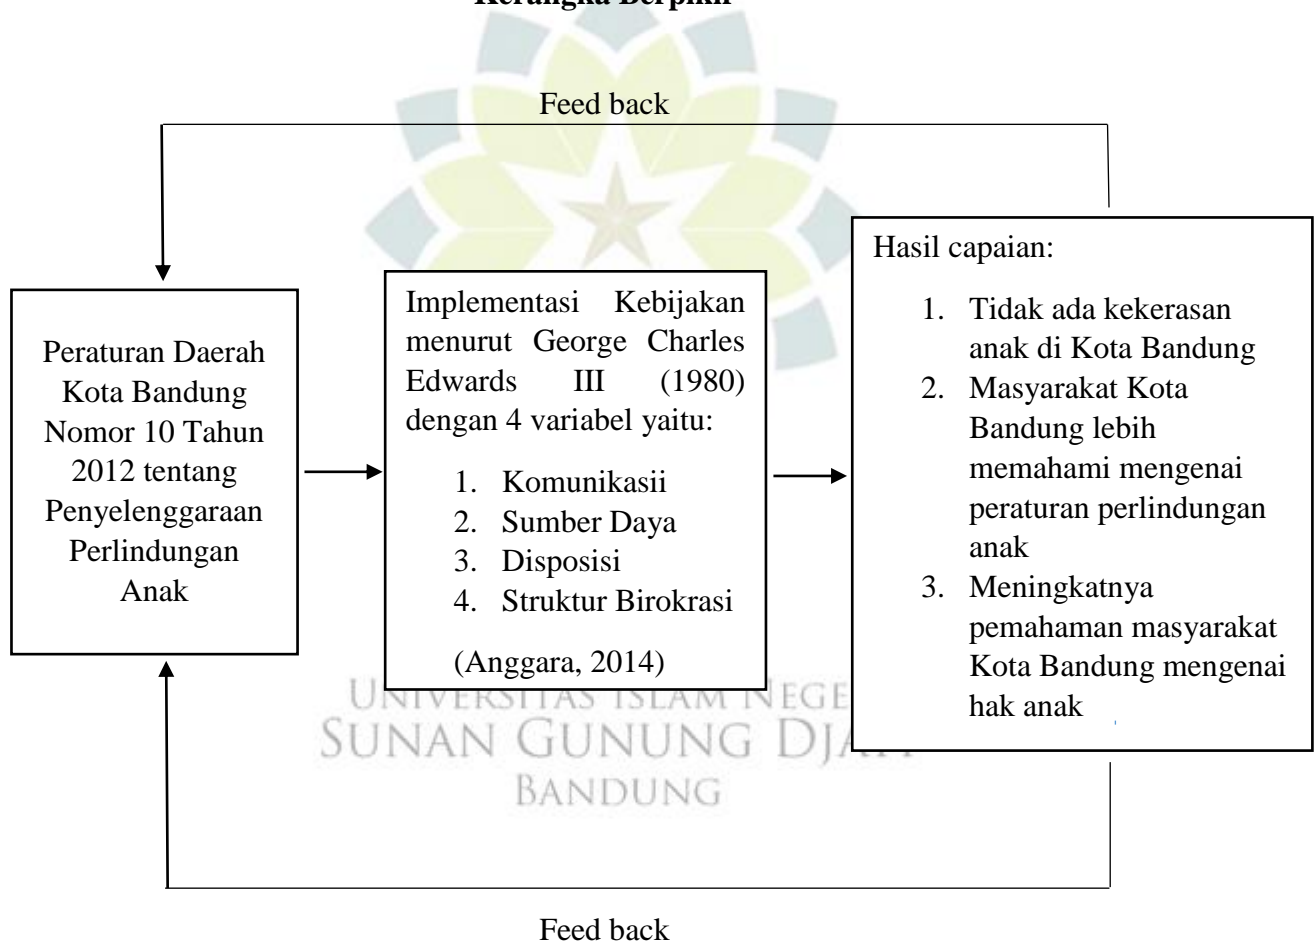 Kerangka Berpikir
Feed back
Peraturan Daerah
Kota Bandung
Nomor 10 Tahun
2012 tentang
Penyelenggaraan
Perlindungan
Anak
Implementasi Kebijakan
menurut George Charles
Edwards III (1980)
dengan 4 variabel yaitu:
1. Komunikasii
2. Sumber Daya
3. Disposisi
4. Struktur Birokrasi
(Anggara, 2014)
Hasil capaian:
1. Tidak ada kekerasan
anak di Kota Bandung
2. Masyarakat Kota
Bandung lebih
memahami mengenai
peraturan perlindungan
anak
3. Meningkatnya
pemahaman masyarakat
Kota Bandung mengenai
hak anak
UNIVERSITAS ISLAM NEGE
SUNAN GUNUNG DJATI
BANDUNG
Feed back